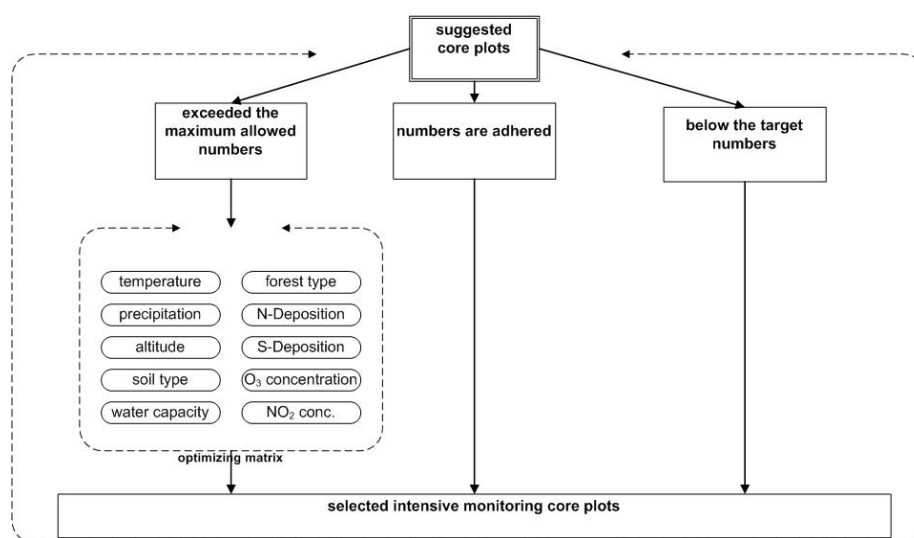 suggested
core plots
exceeded the
maximum allowed
numbers
numbers are adhered
below the target
numbers
temperature
forest type
precipitation
N-Deposition
altitude
S-Deposition
soil type
O₃ concentration
water capacity
NO₂ conc.
optimizing matrix
selected intensive monitoring core plots